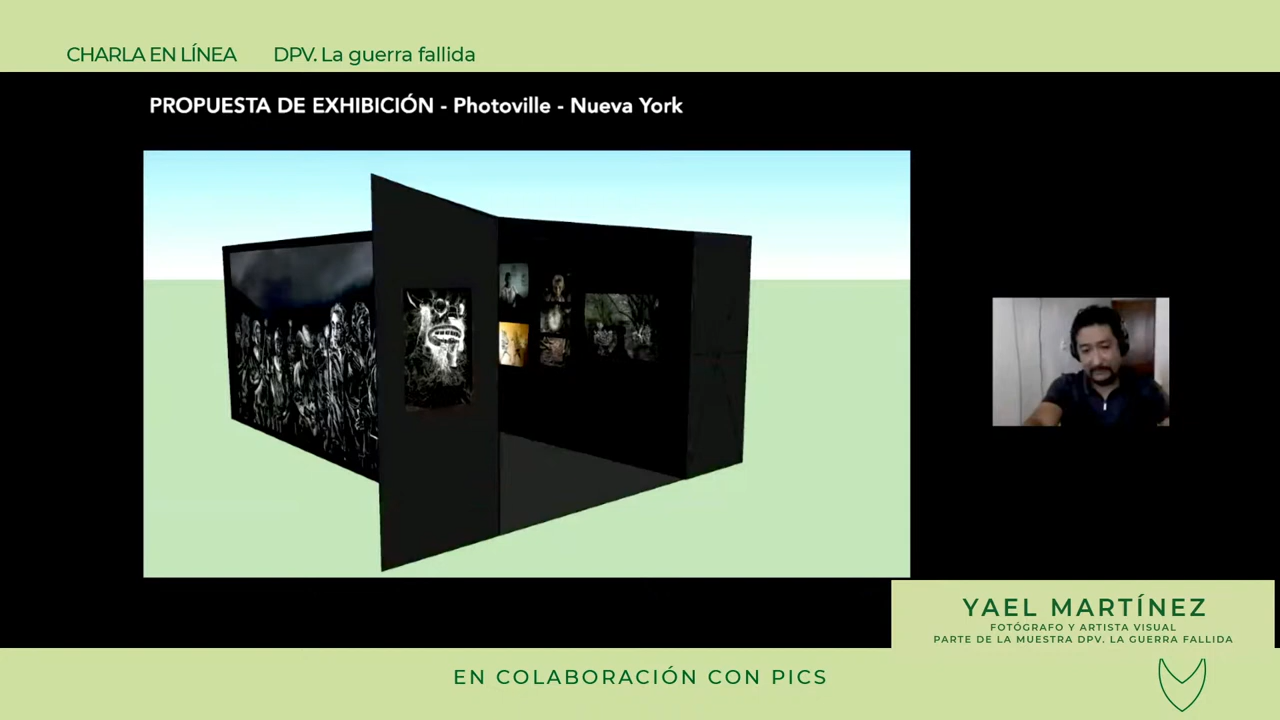 CHARLA EN LÍNEA DPV. La guerra fallida
PROPUESTA DE EXHIBICIÓN - Photoville - Nueva York
YAEL MARTÍNEZ
FOTÓGRAFO Y ARTISTA VISUAL
PARTE DE LA MUESTRA DPV. LA GUERRA FALLIDA
EN COLABORACIÓN CON PICS